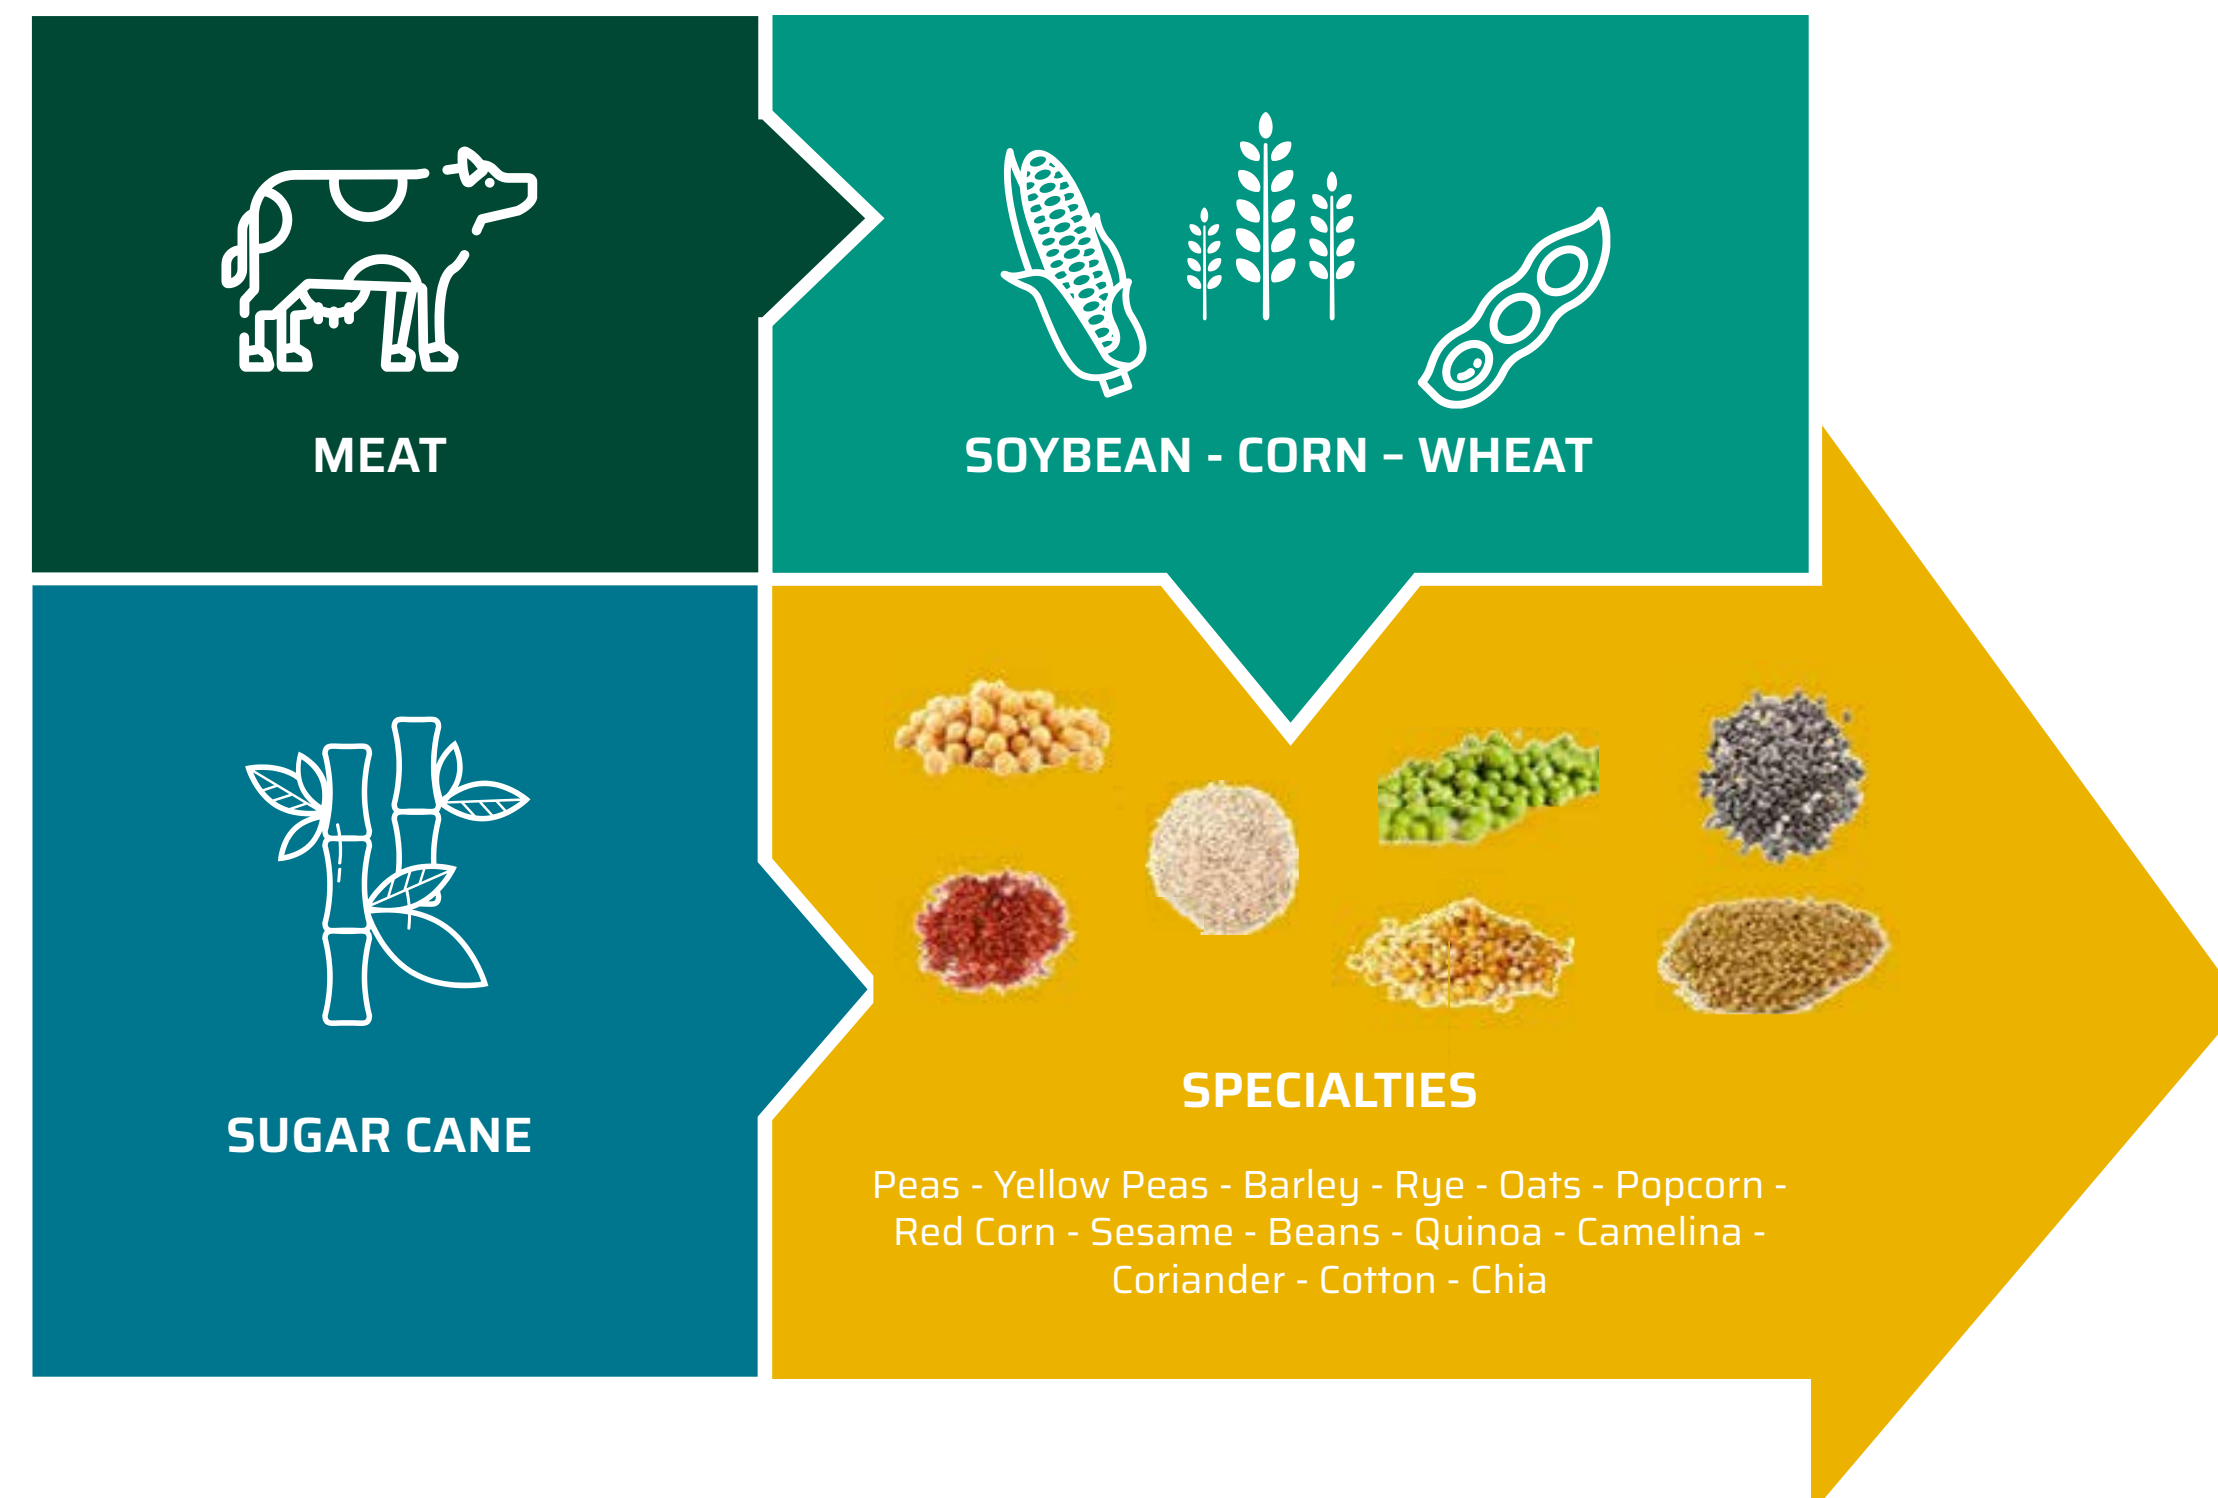 MEAT
SOYBEAN - CORN – WHEAT
SUGAR CANE
SPECIALTIES
Peas - Yellow Peas - Barley - Rye - Oats - Popcorn -
Red Corn - Sesame - Beans - Quinoa - Camelina -
Coriander - Cotton - Chia